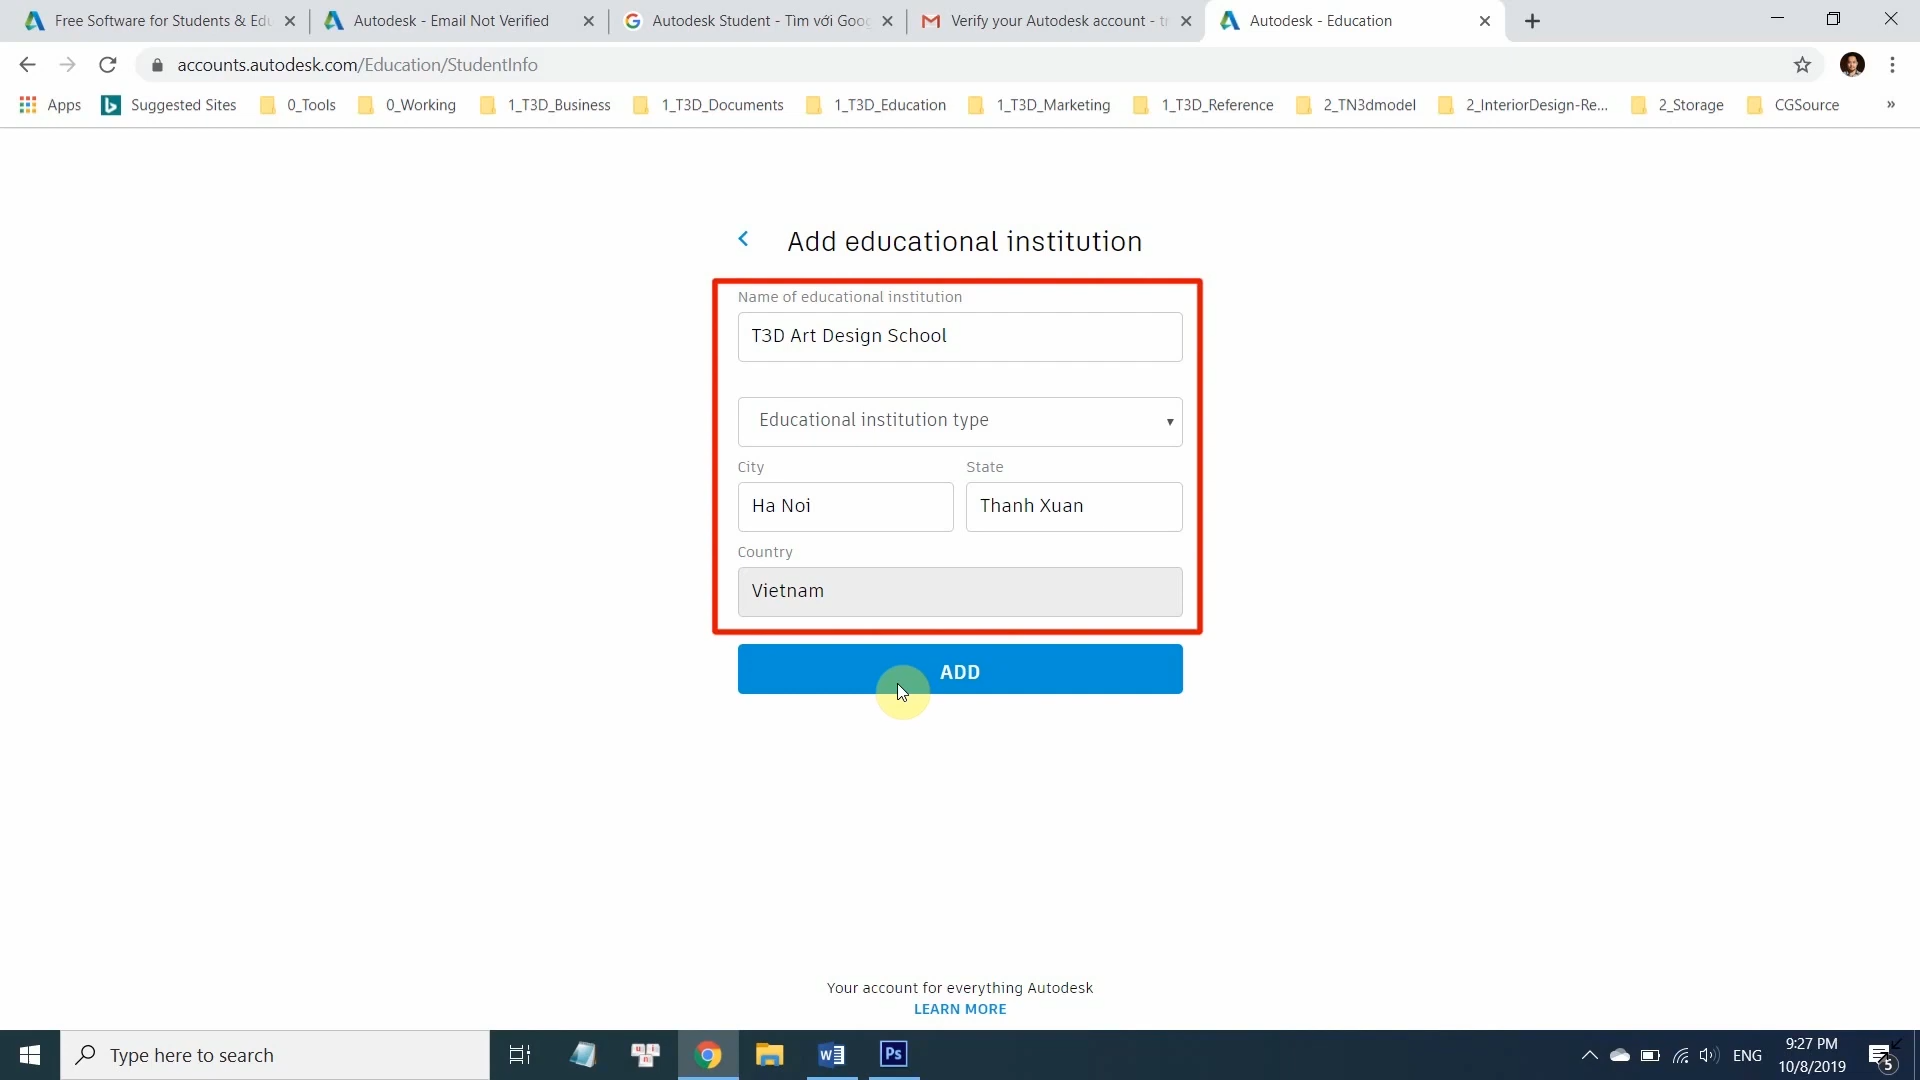 Free Software for Students & Edu
Autodesk - Email Not Verified
Autodesk Student - Tìm với Goog
Verify your Autodesk account - tr
Autodesk - Education
accounts.autodesk.com/Education/StudentInfo
Apps
Suggested Sites
0_Tools
0_Working
1_T3D_Business
1_T3D_Documents
1_T3D_Education
1_T3D_Marketing
1_T3D_Reference
2_TN3dmodel
2_InteriorDesign-Re...
2_Storage
CGSource
»
Add educational institution
Name of educational institution
T3D Art Design School
Educational institution type
City
State
Ha Noi
Thanh Xuan
Country
Vietnam
ADD
Your account for everything Autodesk
LEARN MORE
Type here to search
Ps
ENG
9:27 PM
10/8/2019
5